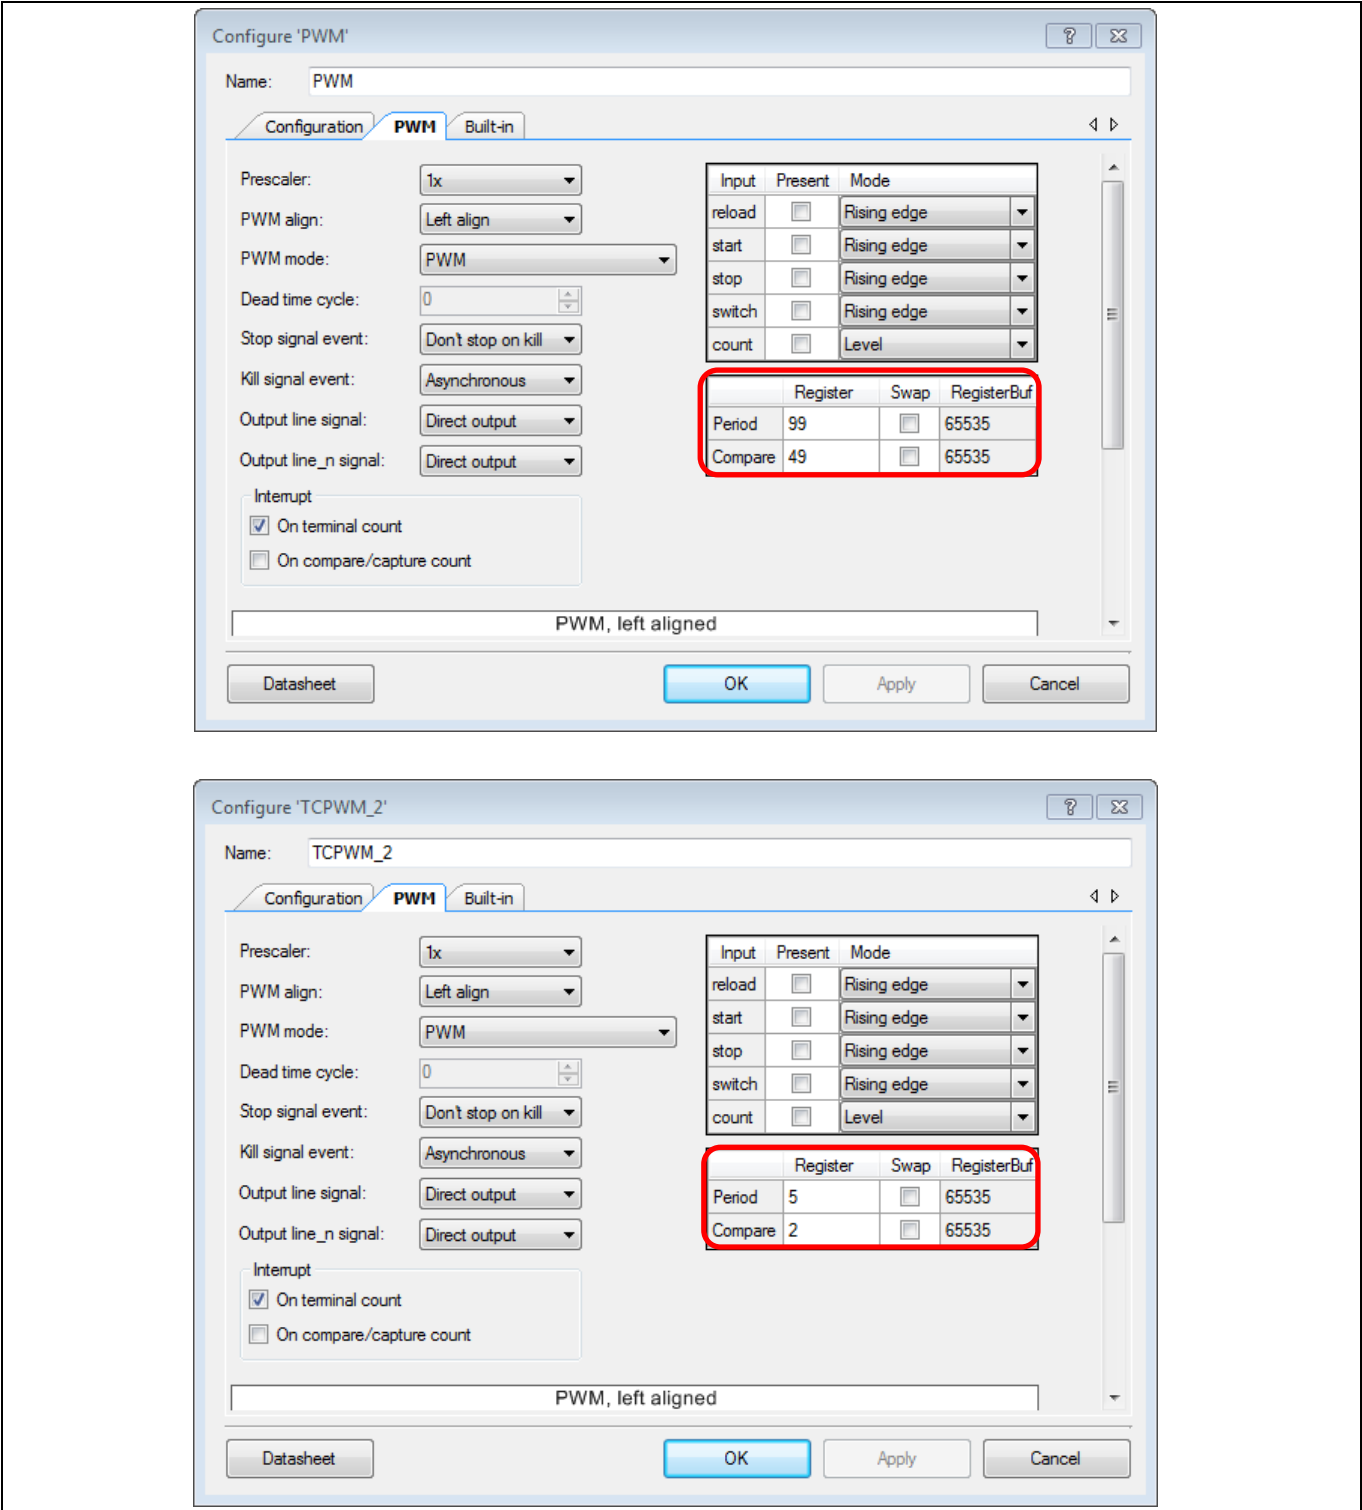 Configure 'PWM'
Name: PWM
Configuration PWM Built-in
Prescaler: 1x
PWM align: Left align
PWM mode: PWM
Dead time cycle: 0
Stop signal event: Don't stop on kill
Kill signal event: Asynchronous
Output line signal: Direct output
Output line_n signal: Direct output
Interrupt
On terminal count
On compare/capture count
Input Present Mode
reload Rising edge
start Rising edge
stop Rising edge
switch Rising edge
count Level
Register Swap RegisterBuf
Period 99 65535
Compare 49 65535
PWM, left aligned
Datasheet OK Apply Cancel
Configure 'TCPWM_2'
Name: TCPWM_2
Configuration PWM Built-in
Prescaler: 1x
PWM align: Left align
PWM mode: PWM
Dead time cycle: 0
Stop signal event: Don't stop on kill
Kill signal event: Asynchronous
Output line signal: Direct output
Output line_n signal: Direct output
Interrupt
On terminal count
On compare/capture count
Input Present Mode
reload Rising edge
start Rising edge
stop Rising edge
switch Rising edge
count Level
Register Swap RegisterBuf
Period 5 65535
Compare 2 65535
PWM, left aligned
Datasheet OK Apply Cancel